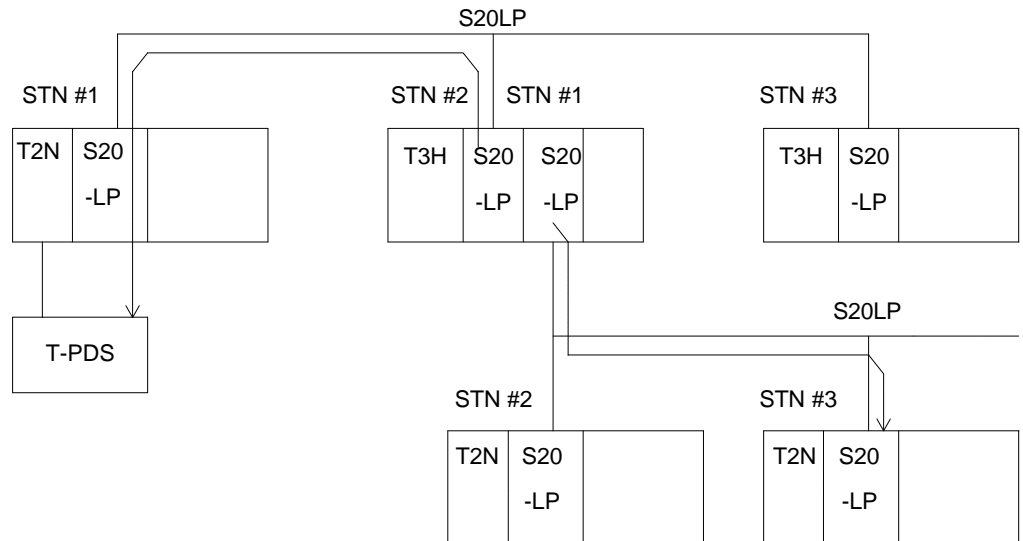 S20LP
STN #1
STN #2
STN #1
STN #3
T2N
S20
-LP
T3H
S20
-LP
S20
-LP
T3H
S20
-LP
T-PDS
S20LP
STN #2
STN #3
T2N
S20
-LP
T2N
S20
-LP